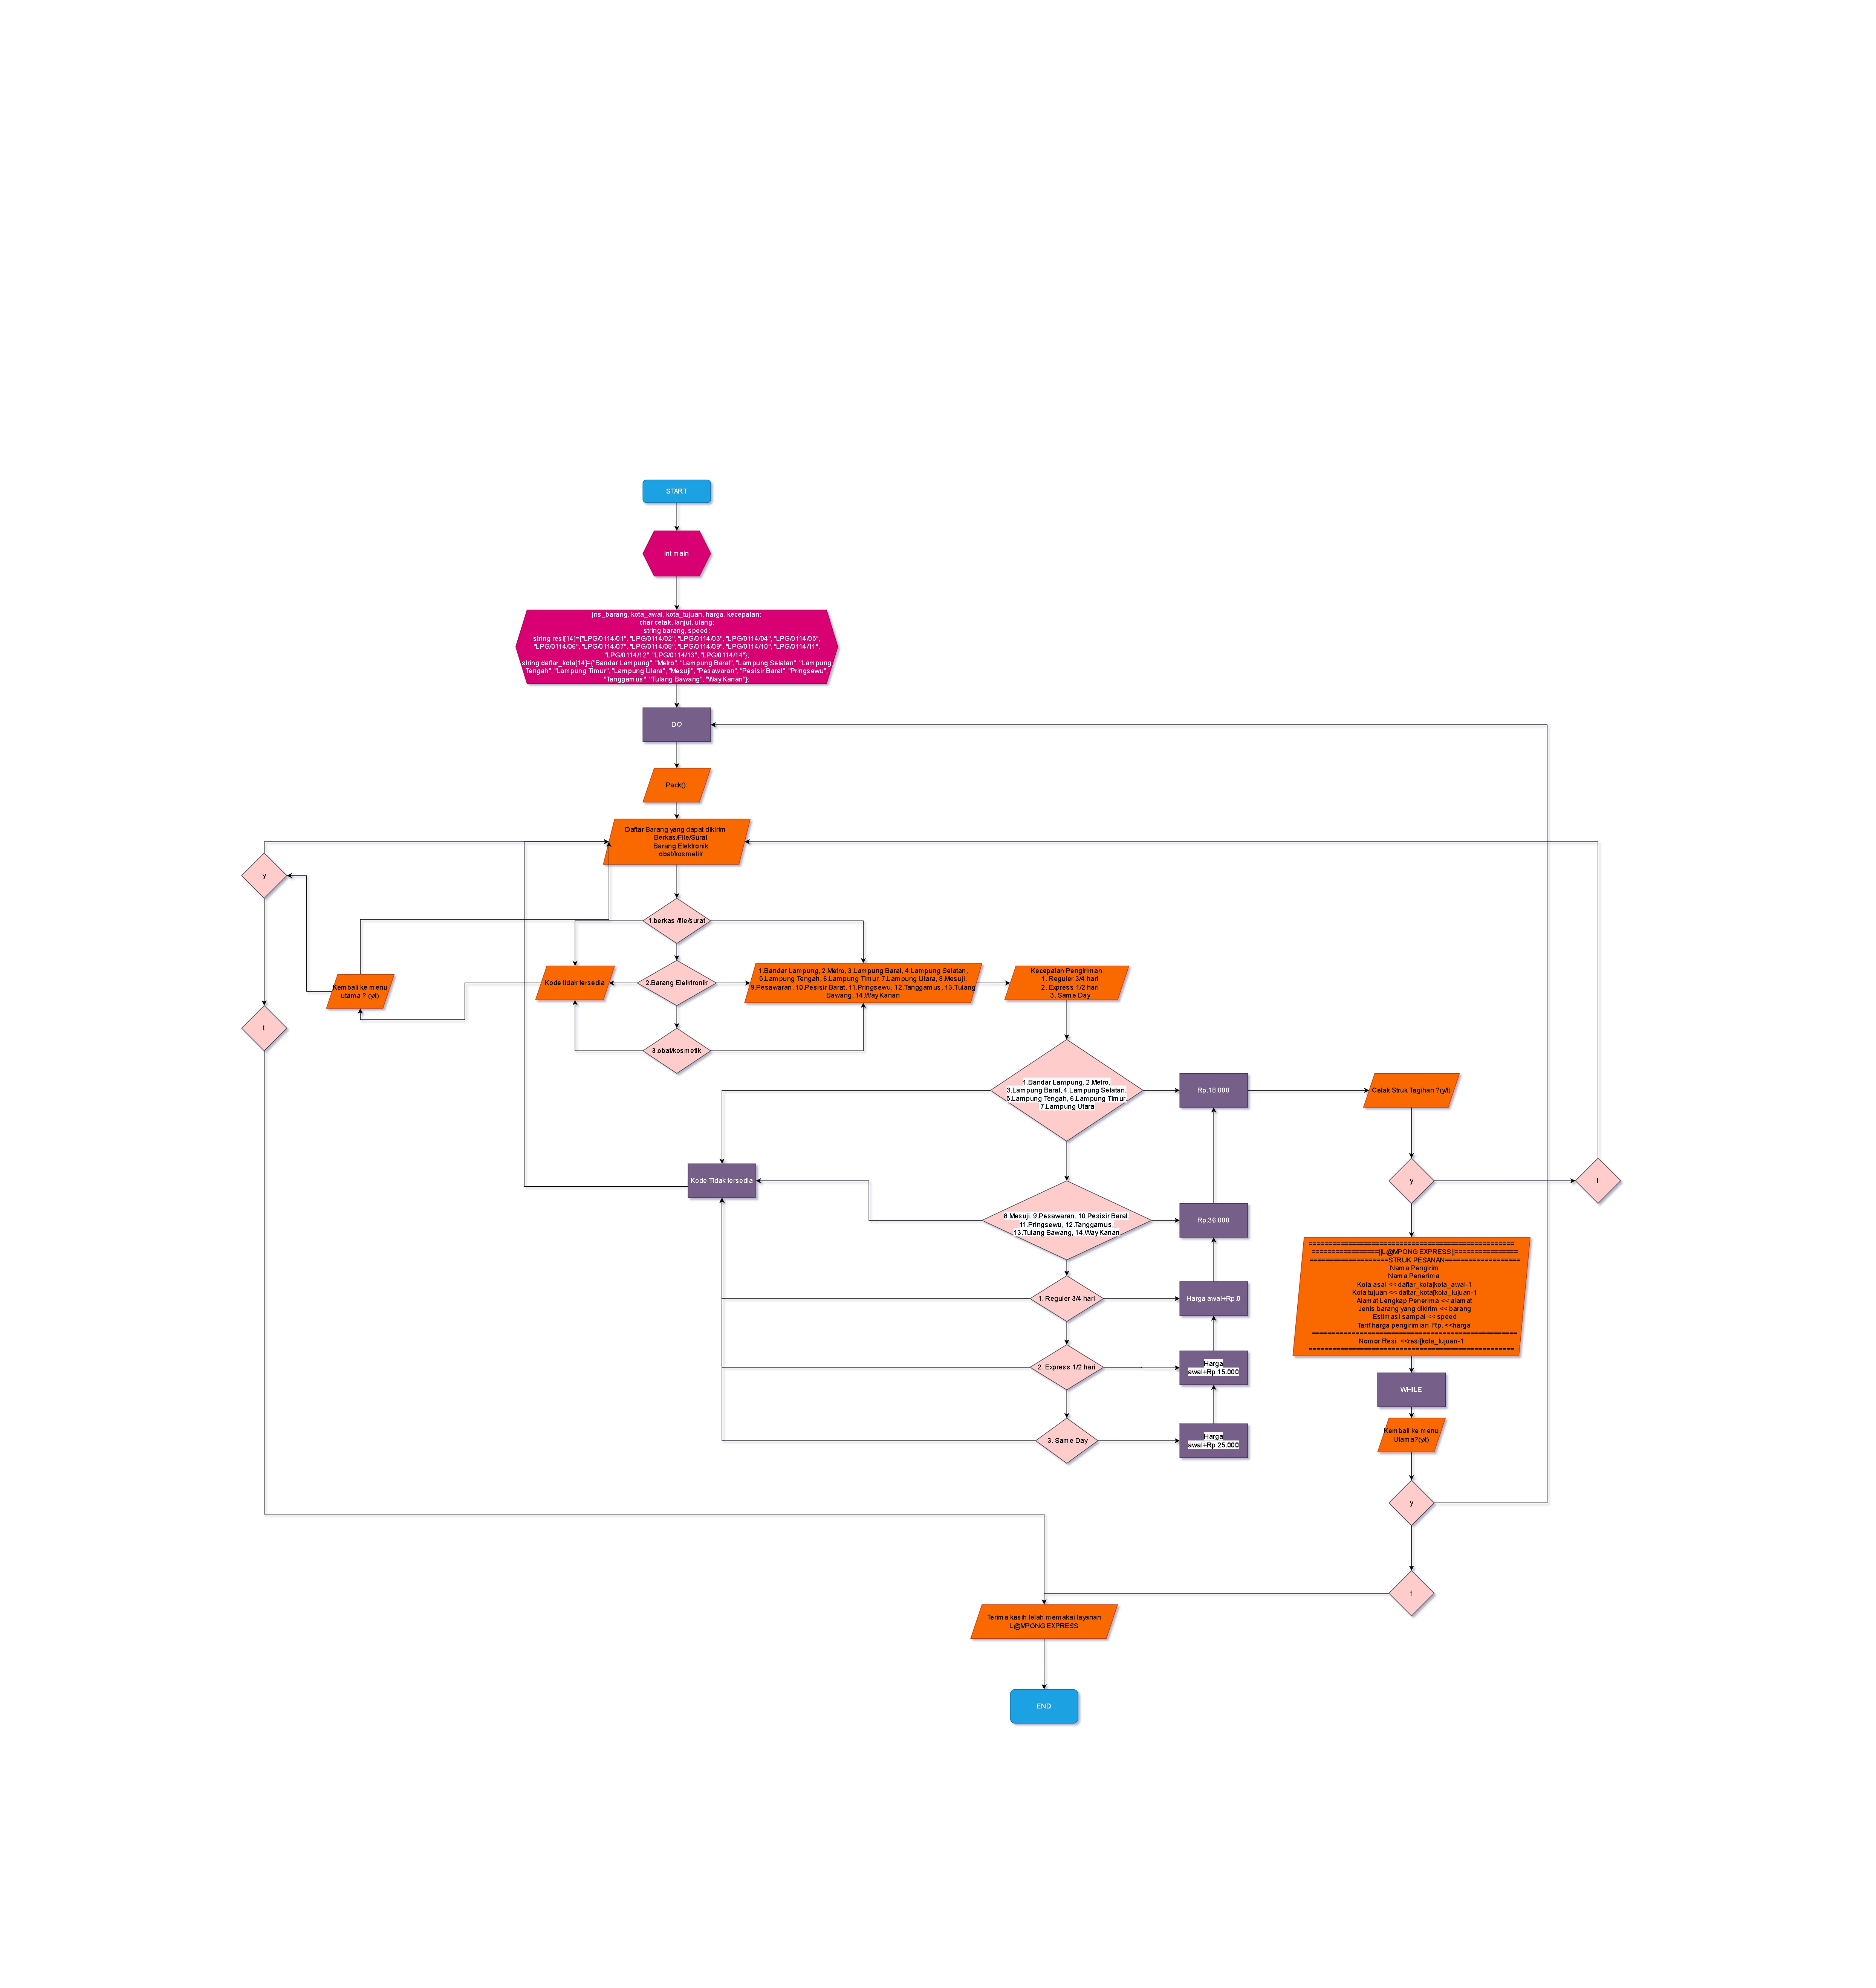 START
int main
jns_barang, kota_awal, kota_tujuan, harga, kecepatan;
char cetak, lanjut, ulang;
string barang, speed;
string resi[14]={"LPG/0114/01", "LPG/0114/02", "LPG/0114/03", "LPG/0114/04", "LPG/0114/05",
"LPG/0114/06", "LPG/0114/07", "LPG/0114/08", "LPG/0114/09", "LPG/0114/10", "LPG/0114/11",
"LPG/0114/12", "LPG/0114/13", "LPG/0114/14"};
string daftar_kota[14]={"Bandar Lampung", "Metro", "Lampung Barat", "Lampung Selatan", "Lampung
Tengah", "Lampung Timur", "Lampung Utara", "Mesuji", "Pesawaran", "Pesisir Barat", "Pringsewu",
"Tanggamus", "Tulang Bawang", "Way Kanan"};
DO
Pack();
Daftar Barang yang dapat dikirim
Berkas/File/Surat
Barang Elektronik
obat/kosmetik
y
1.berkas /file/surat
Kembali ke menu
utama ? (y/t)
Kode tidak tersedia
2.Barang Eleiktronik
1.Bandar Lampung, 2.Metro, 3.Lampung Barat, 4.Lampung Selatan,
5.Lampung Tengah, 6.Lampung Timur, 7.Lampung Utara, 8.Mesuji,
9.Pesawaran, 10.Pesisir Barat, 11.Pringsewu, 12.Tanggamus, 13.Tulang
Bawang, 14.Way Kanan
Kecepatan Pengiriman
1. Reguler 3/4 hari
2. Express 1/2 hari
3. Same Day
t
3.obat/kosmetik
1.Bandar Lampung, 2.Metro,
3.Lampung Barat, 4.Lampung Selatan,
5.Lampung Tengah, 6.Lampung Timur,
7.Lampung Utara
Rp.18.000
Cetak Struk Tagihan ?(y/t)
Kode Tidak tersedia
y
t
8.Mesuji, 9.Pesawaran, 10.Pesisir Barat,
11.Pringsewu, 12.Tanggamus,
13.Tulang Bawang, 14.Way Kanan
Rp.36.000
====================================================
=================||L@MPONG EXPRESS||================
====================STRUK PESANAN===================
Nama Pengirim
Nama Penerima
Kota asal << daftar_kota[kota_awal-1
Kota tujuan << daftar_kota[kota_tujuan-1
Alamat Lengkap Penerima << alamat
Jenis barang yang dikirim << barang
Estimasi sampai << speed
Tarif harga pengirimian  Rp. <<harga
====================================================
Nomor Resi  <<resi[kota_tujuan-1
====================================================
1. Reguler 3/4 hari
Harga awal+Rp.0
2. Express 1/2 hari
Harga
awal+Rp.15.000
WHILE
3. Same Day
Harga
awal+Rp.25.000
Kembali ke menu
Utama?(y/t)
y
t
Terima kasih telah memakai layanan
L@MPONG EXPRESS
END